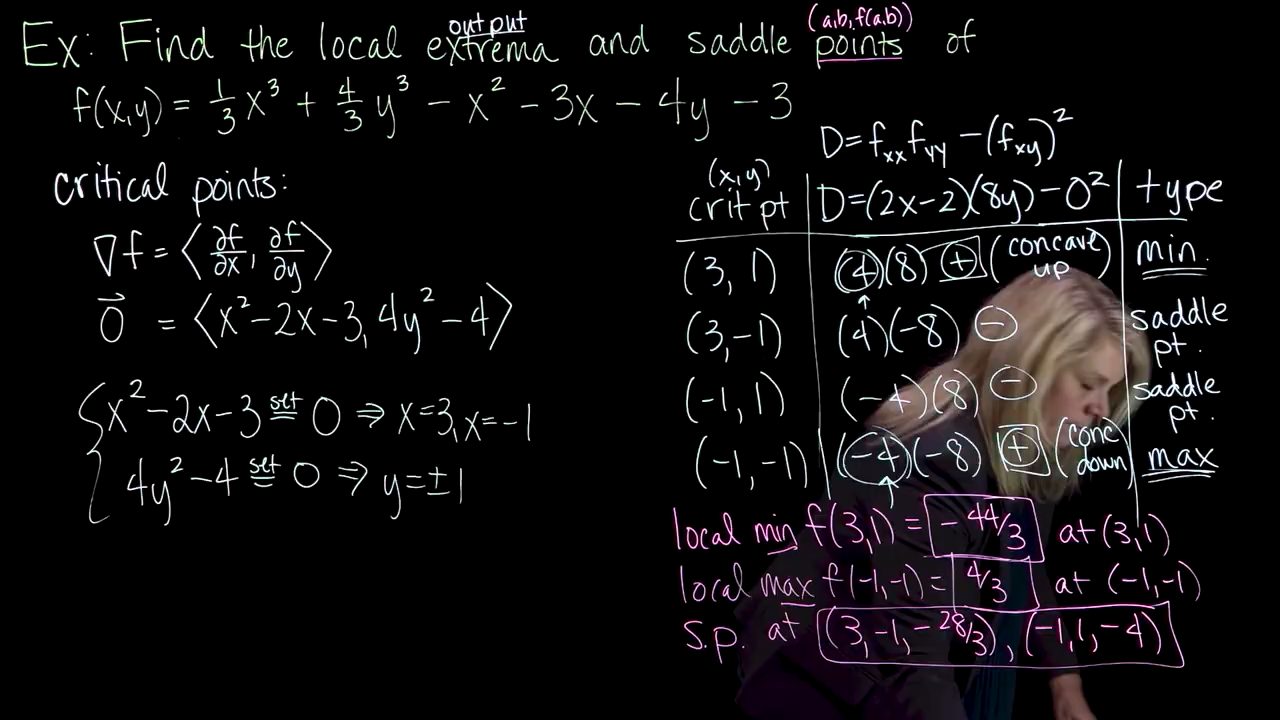 output
(a,b, f(a,b))
Ex: Find the local extrema and saddle points of
f(x,y) = 1/3 x³ + 4/3 y³ − x² − 3x − 4y − 3
critical points:
∇f = ⟨∂f/∂x, ∂f/∂y⟩
0⃗ = ⟨x²−2x−3, 4y²−4⟩
{ x²−2x−3 set= 0 ⇒ x=3, x=−1
4y²−4 set= 0 ⇒ y=±1
D = f_xx f_yy − (f_xy)²
(x,y)
crit pt | D=(2x−2)(8y)−0² | type
(3, 1) | (4)(8) + (concave up) | min.
(3,−1) | (4)(−8) − | saddle pt.
(−1, 1) | (−4)(8) − | saddle pt.
(−1,−1) | (−4)(−8) + (conc down) | max
local min f(3,1) = −44/3 at (3,1)
local max f(−1,−1) = 4/3 at (−1,−1)
s.p. at (3,−1,−28/3), (−1,1,−4)